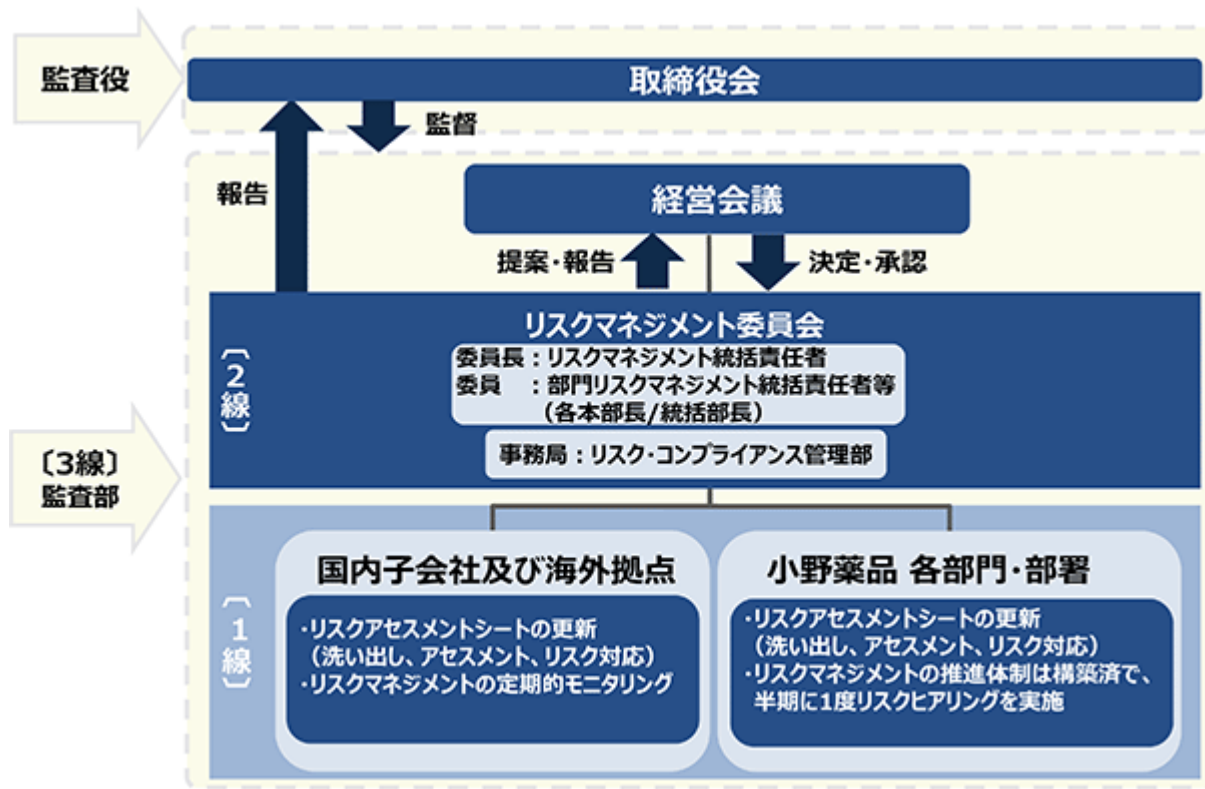 監査役
取締役会
監督
報告
経営会議
提案・報告
決定・承認
〔2線〕
リスクマネジメント委員会
委員長：リスクマネジメント統括責任者
委員　：部門リスクマネジメント統括責任者等
（各本部長/統括部長）
事務局：リスク・コンプライアンス管理部
〔3線〕
監査部
〔1線〕
国内子会社及び海外拠点
・リスクアセスメントシートの更新
（洗い出し、アセスメント、リスク対応）
・リスクマネジメントの定期的モニタリング
小野薬品 各部門・部署
・リスクアセスメントシートの更新
（洗い出し、アセスメント、リスク対応）
・リスクマネジメントの推進体制は構築済で、
半期に1度リスクヒアリングを実施